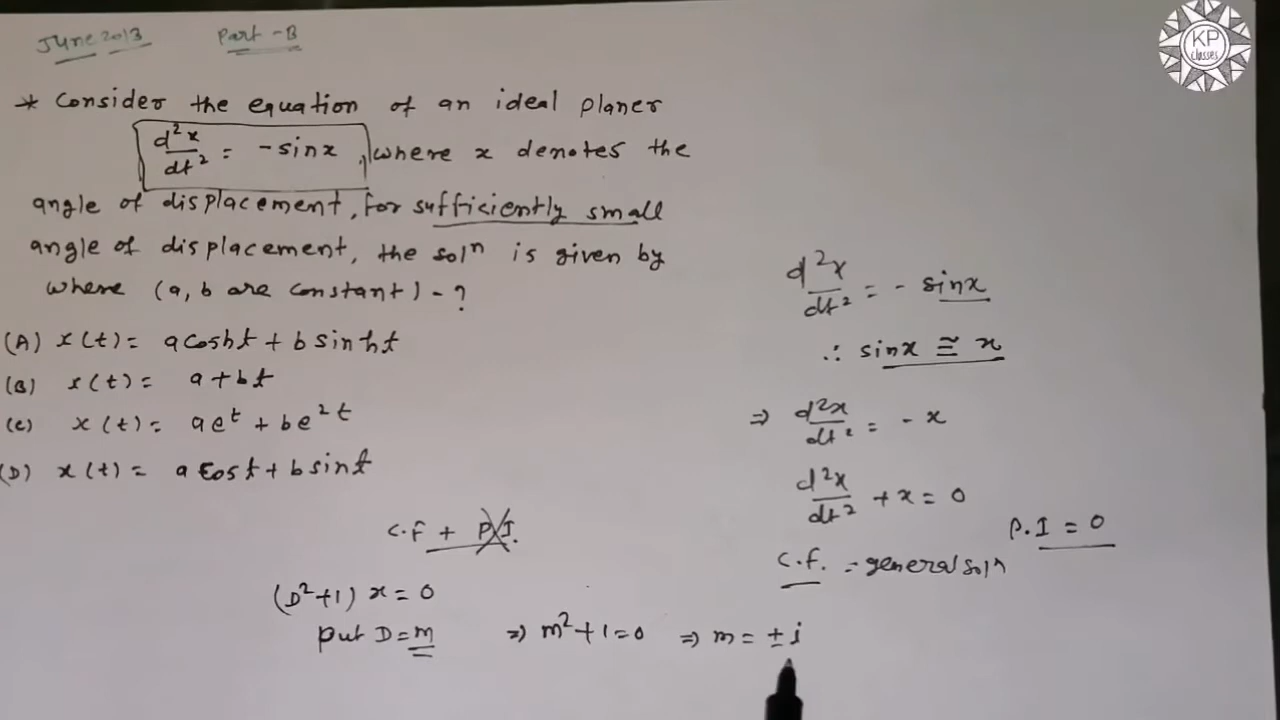 June 2013 Part-B
KP classes
* Consider the equation of an ideal planer
d²x/dt² = -sinx, where x denotes the
angle of displacement, for sufficiently small
angle of displacement, the solⁿ is given by
where (a, b are constant) - ?
(A) x(t) = a cosht + b sinht
(B) x(t) = a + bt
(C) x(t) = ae^t + be^2t
(D) x(t) = a cost + b sint
d²x/dt² = - sinx
∴ sinx ≅ x
⇒ d²x/dt² = - x
d²x/dt² + x = 0
P.I = 0
C.f. = general solⁿ
C.f + P.I.
(D²+1) x = 0
put D = m ⇒ m² + 1 = 0 ⇒ m = ± i